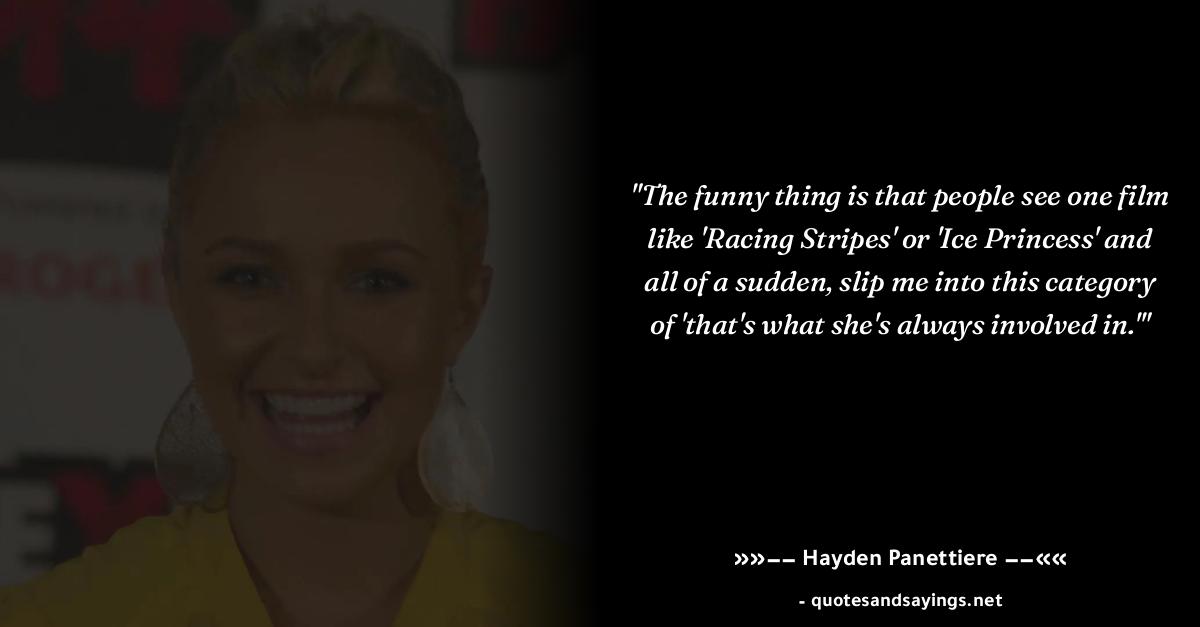 "The funny thing is that people see one film
like 'Racing Stripes' or 'Ice Princess' and
all of a sudden, slip me into this category
of 'that's what she's always involved in.'"
»»–– Hayden Panettiere ––««
- quotesandsayings.net